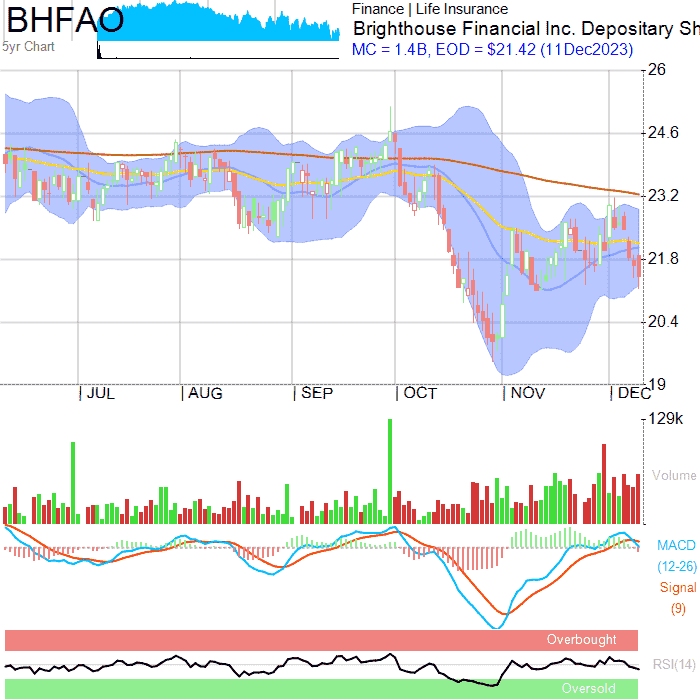 BHFAO
5yr Chart
Finance | Life Insurance
Brighthouse Financial Inc. Depositary Sh
MC = 1.4B, EOD = $21.42 (11Dec2023)
26
24.6
23.2
21.8
20.4
19
|JUL |AUG |SEP |OCT |NOV |DEC
129k
Volume
MACD
(12-26)
Signal
(9)
Overbought
RSI(14)
Oversold